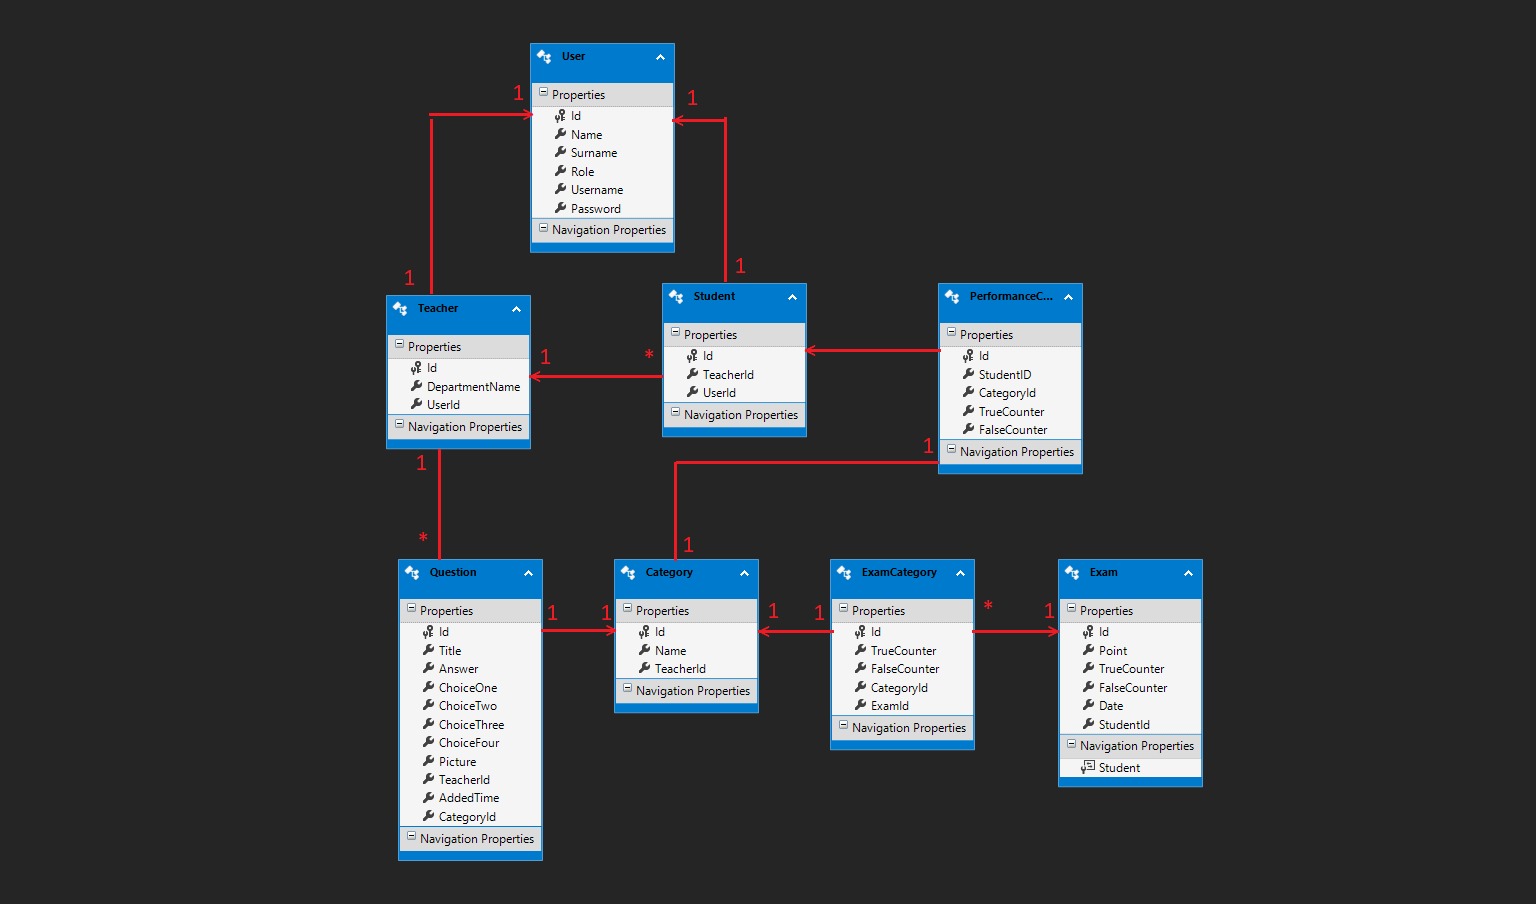 User
Properties
Id
Name
Surname
Role
Username
Password
Navigation Properties
1
1
1
1
Teacher
Properties
Id
DepartmentName
UserId
Navigation Properties
1
*
Student
Properties
Id
TeacherId
UserId
Navigation Properties
PerformanceC...
Properties
Id
StudentID
CategoryId
TrueCounter
FalseCounter
Navigation Properties
1
*
1
1
Question
Properties
Id
Title
Answer
ChoiceOne
ChoiceTwo
ChoiceThree
ChoiceFour
Picture
TeacherId
AddedTime
CategoryId
Navigation Properties
1
1
Category
Properties
Id
Name
TeacherId
Navigation Properties
1
1
ExamCategory
Properties
Id
TrueCounter
FalseCounter
CategoryId
ExamId
Navigation Properties
*
1
Exam
Properties
Id
Point
TrueCounter
FalseCounter
Date
StudentId
Navigation Properties
Student